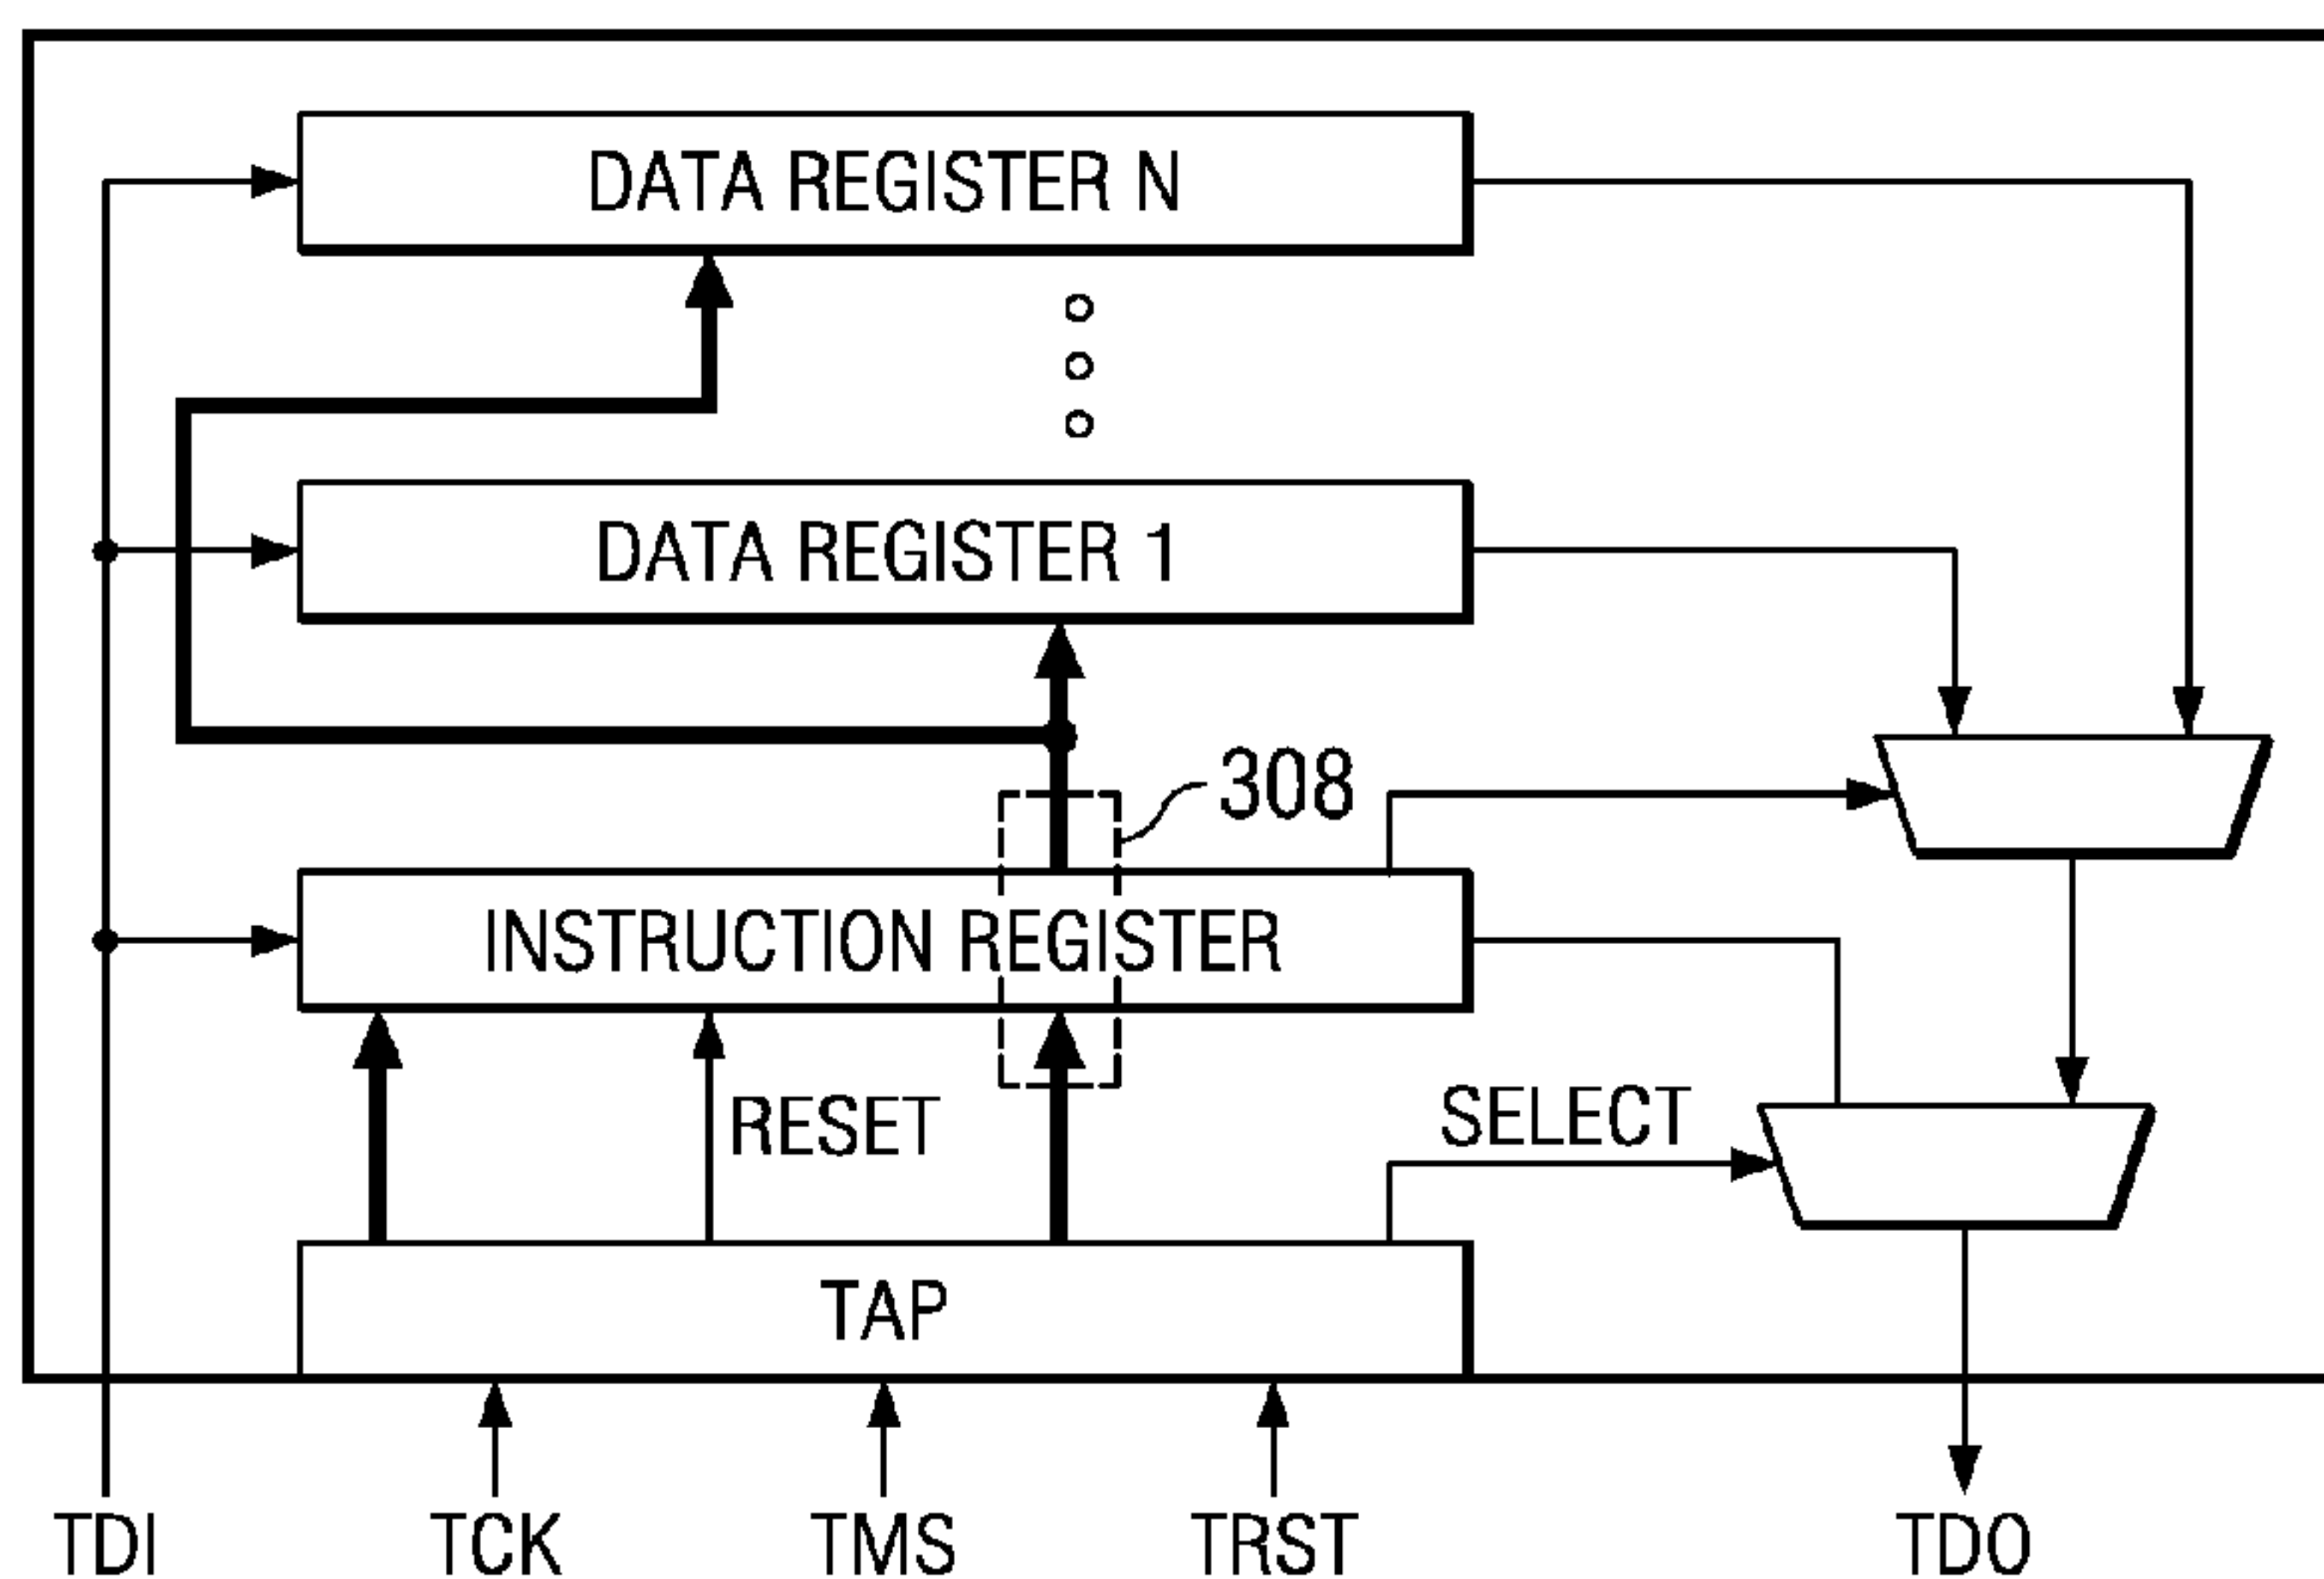 DATA REGISTER N
DATA REGISTER 1
308
INSTRUCTION REGISTER
RESET
SELECT
TAP
TDI
TCK
TMS
TRST
TDO